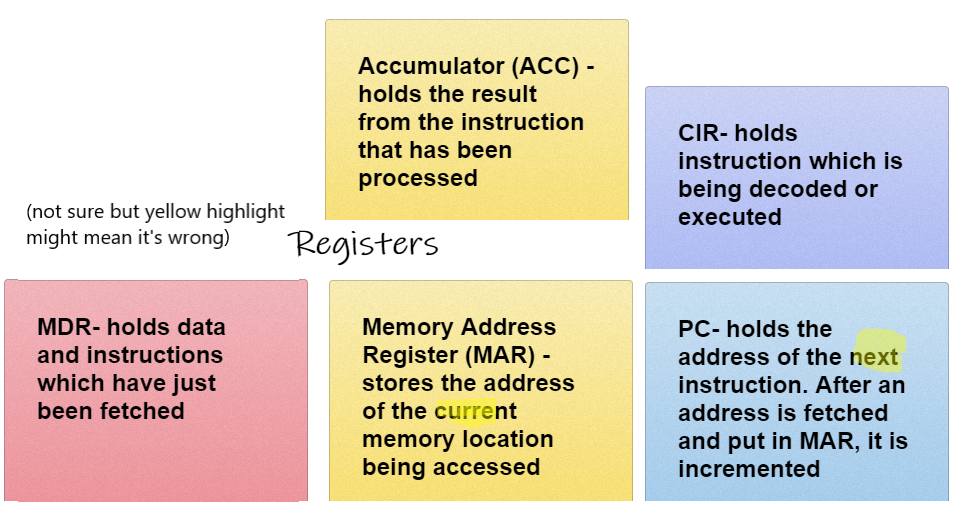 Accumulator (ACC) -
holds the result
from the instruction
that has been
processed
CIR- holds
instruction which is
being decoded or
executed
(not sure but yellow highlight
might mean it's wrong)
Registers
MDR- holds data
and instructions
which have just
been fetched
Memory Address
Register (MAR) -
stores the address
of the current
memory location
being accessed
PC- holds the
address of the next
instruction. After an
address is fetched
and put in MAR, it is
incremented